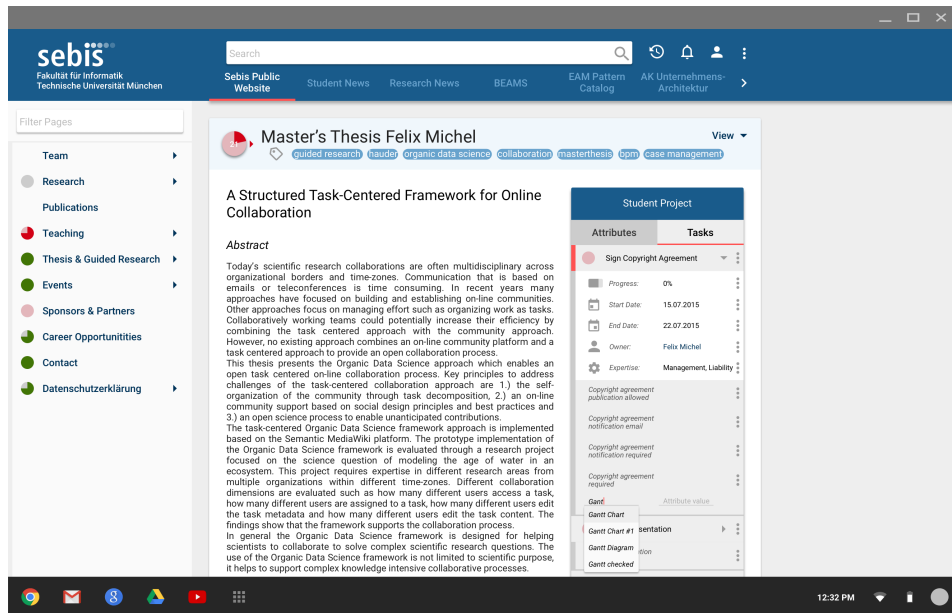 sebis
Fakultät für Informatik
Technische Universität München
Search
Sebis Public
Website
Student News
Research News
BEAMS
EAM Pattern
Catalog
AK Unternehmens-
Architektur
Filter Pages
Team
Research
Publications
Teaching
Thesis & Guided Research
Events
Sponsors & Partners
Career Opportunitities
Contact
Datenschutzerklärung
21
Master's Thesis Felix Michel
View
guided research hauder organic data science collaboration masterthesis bpm case management
A Structured Task-Centered Framework for Online
Collaboration
Abstract
Today's scientific research collaborations are often multidisciplinary across
organizational borders and time-zones. Communication that is based on
emails or teleconferences is time consuming. In recent years many
approaches have focused on building and establishing on-line communities.
Other approaches focus on managing effort such as organizing work as tasks.
Collaboratively working teams could potentially increase their efficiency by
combining the task centered approach with the community approach.
However, no existing approach combines an on-line community platform and a
task centered approach to provide an open collaboration process.
This thesis presents the Organic Data Science approach which enables an
open task centered on-line collaboration process. Key principles to address
challenges of the task-centered collaboration approach are 1.) the self-
organization of the community through task decomposition, 2.) an on-line
community support based on social design principles and best practices and
3.) an open science process to enable unanticipated contributions.
The task-centered Organic Data Science framework approach is implemented
based on the Semantic MediaWiki platform. The prototype implementation of
the Organic Data Science framework is evaluated through a research project
focused on the science question of modeling the age of water in an
ecosystem. This project requires expertise in different research areas from
multiple organizations within different time-zones. Different collaboration
dimensions are evaluated such as how many different users access a task,
how many different users are assigned to a task, how many different users edit
the task metadata and how many different users edit the task content. The
findings show that the framework supports the collaboration process.
In general the Organic Data Science framework is designed for helping
scientists to collaborate to solve complex scientific research questions. The
use of the Organic Data Science framework is not limited to scientific purpose,
it helps to support complex knowledge intensive collaborative processes.
Student Project
Attributes Tasks
Sign Copyright Agreement
Progress: 0%
Start Date: 15.07.2015
End Date: 22.07.2015
Owner: Felix Michel
Expertise: Management, Liability
Copyright agreement
publication allowed
Copyright agreement
notification email
Copyright agreement
notification required
Copyright agreement
required
Gant Attribute value
Gantt Chart
Gantt Chart #1
Gantt Diagram
Gantt checked
12:32 PM